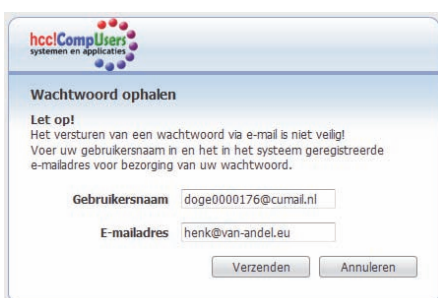 hcc!CompUsers
systemen en applicaties
Wachtwoord ophalen
Let op!
Het versturen van een wachtwoord via e-mail is niet veilig!
Voer uw gebruikersnaam in en het in het systeem geregistreerde
e-mailadres voor bezorging van uw wachtwoord.
Gebruikersnaam doge0000176@cumail.nl
E-mailadres henk@van-andel.eu
Verzenden Annuleren